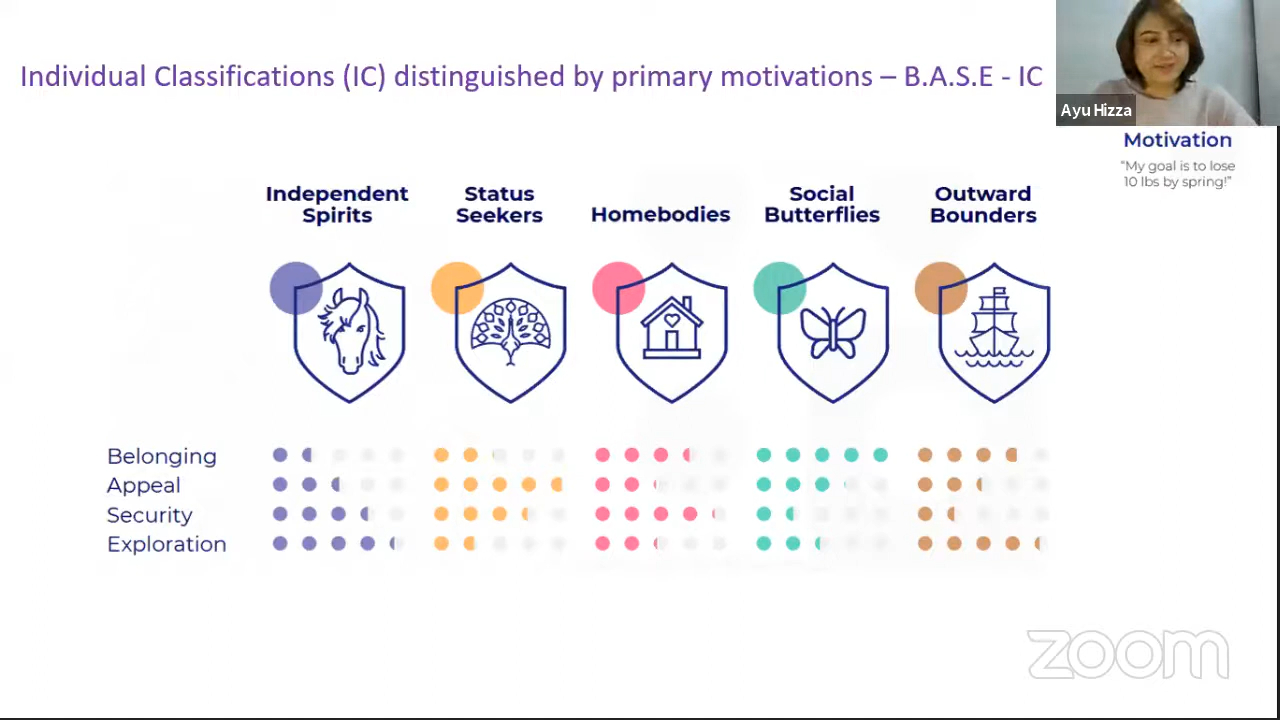 Individual Classifications (IC) distinguished by primary motivations – B.A.S.E - IC
Ayu Hizza
Motivation
“My goal is to lose
10 lbs by spring!”
Independent
Spirits
Status
Seekers
Homebodies
Social
Butterflies
Outward
Bounders
Belonging
Appeal
Security
Exploration
zoom